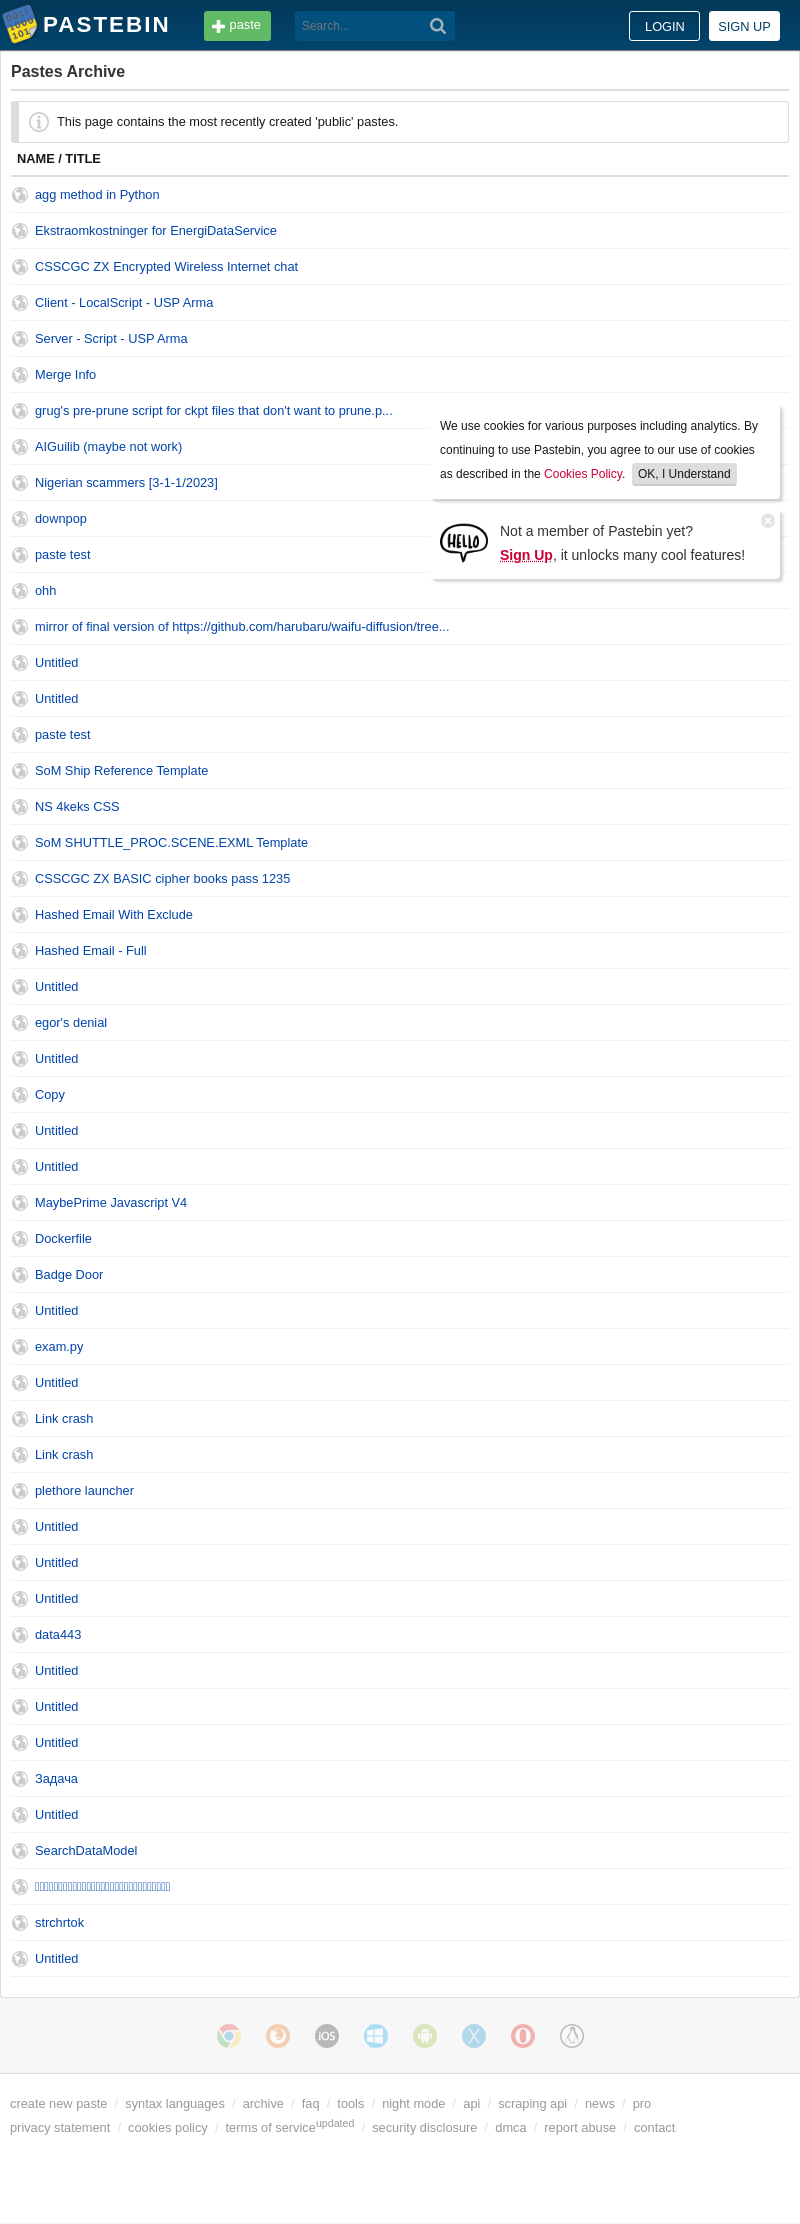 PASTEBIN
paste
Search...
LOGIN
SIGN UP
Pastes Archive
This page contains the most recently created 'public' pastes.
NAME / TITLE
agg method in Python
Ekstraomkostninger for EnergiDataService
CSSCGC ZX Encrypted Wireless Internet chat
Client - LocalScript - USP Arma
Server - Script - USP Arma
Merge Info
grug's pre-prune script for ckpt files that don't want to prune.p...
AIGuilib (maybe not work)
Nigerian scammers [3-1-1/2023]
downpop
paste test
ohh
We use cookies for various purposes including analytics. By
continuing to use Pastebin, you agree to our use of cookies
as described in the Cookies Policy. OK, I Understand
HELLO
Not a member of Pastebin yet?
Sign Up, it unlocks many cool features!
mirror of final version of https://github.com/harubaru/waifu-diffusion/tree...
Untitled
Untitled
paste test
SoM Ship Reference Template
NS 4keks CSS
SoM SHUTTLE_PROC.SCENE.EXML Template
CSSCGC ZX BASIC cipher books pass 1235
Hashed Email With Exclude
Hashed Email - Full
Untitled
egor's denial
Untitled
Copy
Untitled
Untitled
MaybePrime Javascript V4
Dockerfile
Badge Door
Untitled
exam.py
Untitled
Link crash
Link crash
plethore launcher
Untitled
Untitled
Untitled
data443
Untitled
Untitled
Untitled
Задача
Untitled
SearchDataModel
strchrtok
Untitled
iOS
create new paste / syntax languages / archive / faq / tools / night mode / api / scraping api / news / pro
privacy statement / cookies policy / terms of service updated / security disclosure / dmca / report abuse / contact